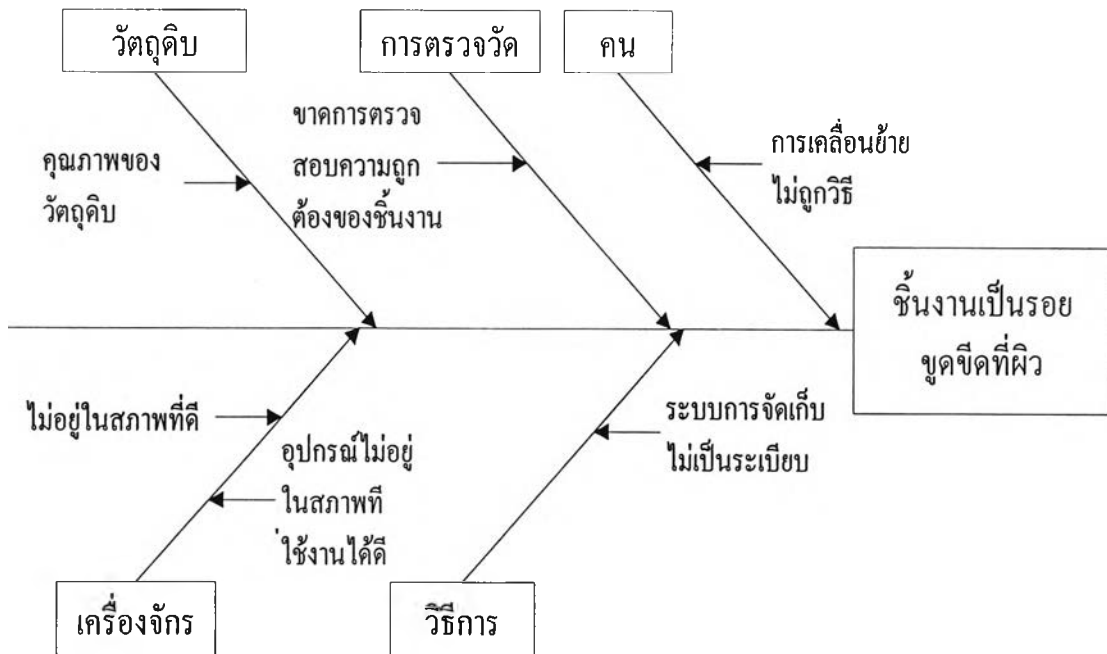 วัตถุดิบ
การตรวจวัด
คน
คุณภาพของ
วัตถุดิบ
ขาดการตรวจ
สอบความถูก
ต้องของชิ้นงาน
การเคลื่อนย้าย
ไม่ถูกวิธี
ชิ้นงานเป็นรอย
ขูดขีดที่ผิว
ไม่อยู่ในสภาพที่ดี
อุปกรณ์ไม่อยู่
ในสภาพที
่ใช้งานได้ดี
ระบบการจัดเก็บ
ไม่เป็นระเบียบ
เครื่องจักร
วิธีการ